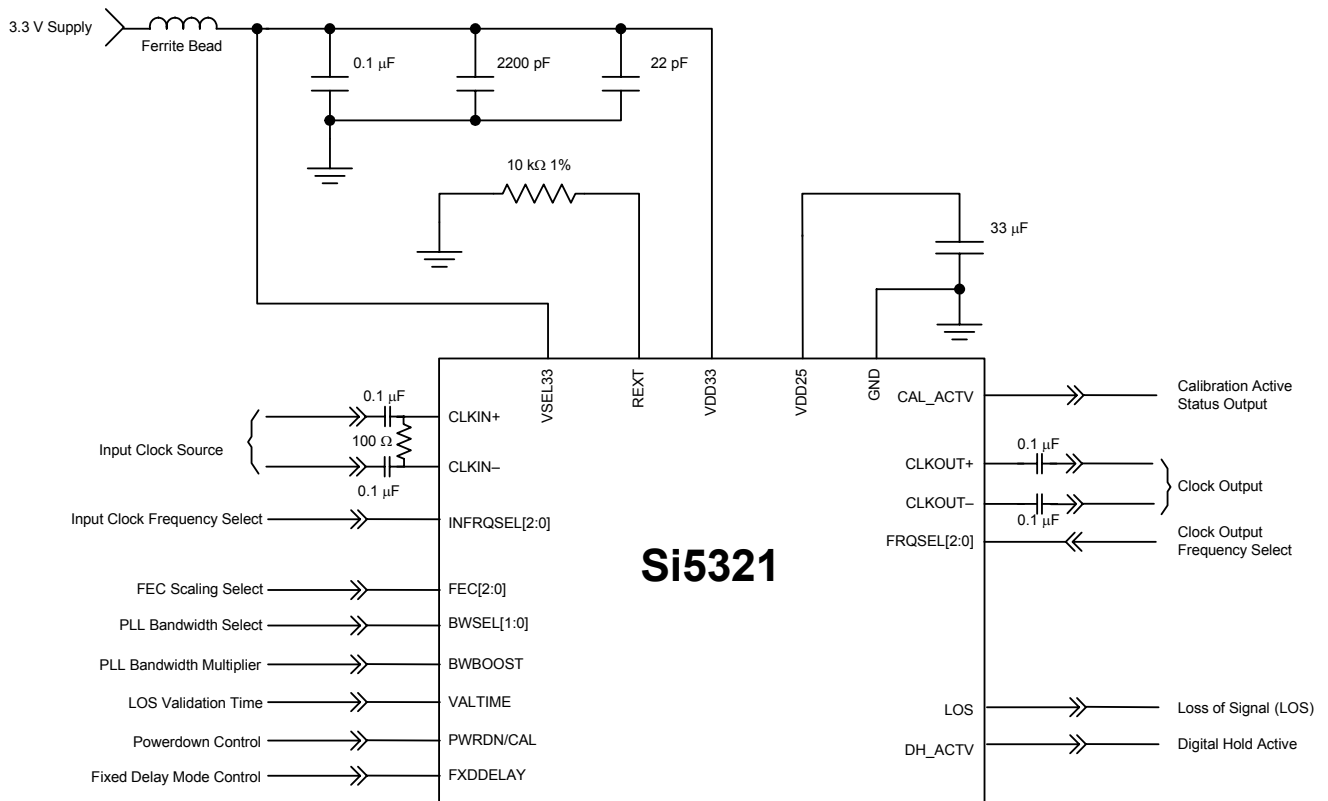 3.3 V Supply
Ferrite Bead
0.1 μF
2200 pF
22 pF
10 kΩ 1%
33 μF
VSEL33
REXT
VDD33
VDD25
GND
Input Clock Source
0.1 μF
100 Ω
0.1 μF
CLKIN+
CLKIN–
Input Clock Frequency Select
INFRQSEL[2:0]
FEC Scaling Select
FEC[2:0]
PLL Bandwidth Select
BWSEL[1:0]
PLL Bandwidth Multiplier
BWBOOST
LOS Validation Time
VALTIME
Powerdown Control
PWRDN/CAL
Fixed Delay Mode Control
FXDDELAY
Si5321
CAL_ACTV
Calibration Active
Status Output
CLKOUT+
0.1 μF
CLKOUT–
0.1 μF
Clock Output
FRQSEL[2:0]
Clock Output
Frequency Select
LOS
Loss of Signal (LOS)
DH_ACTV
Digital Hold Active